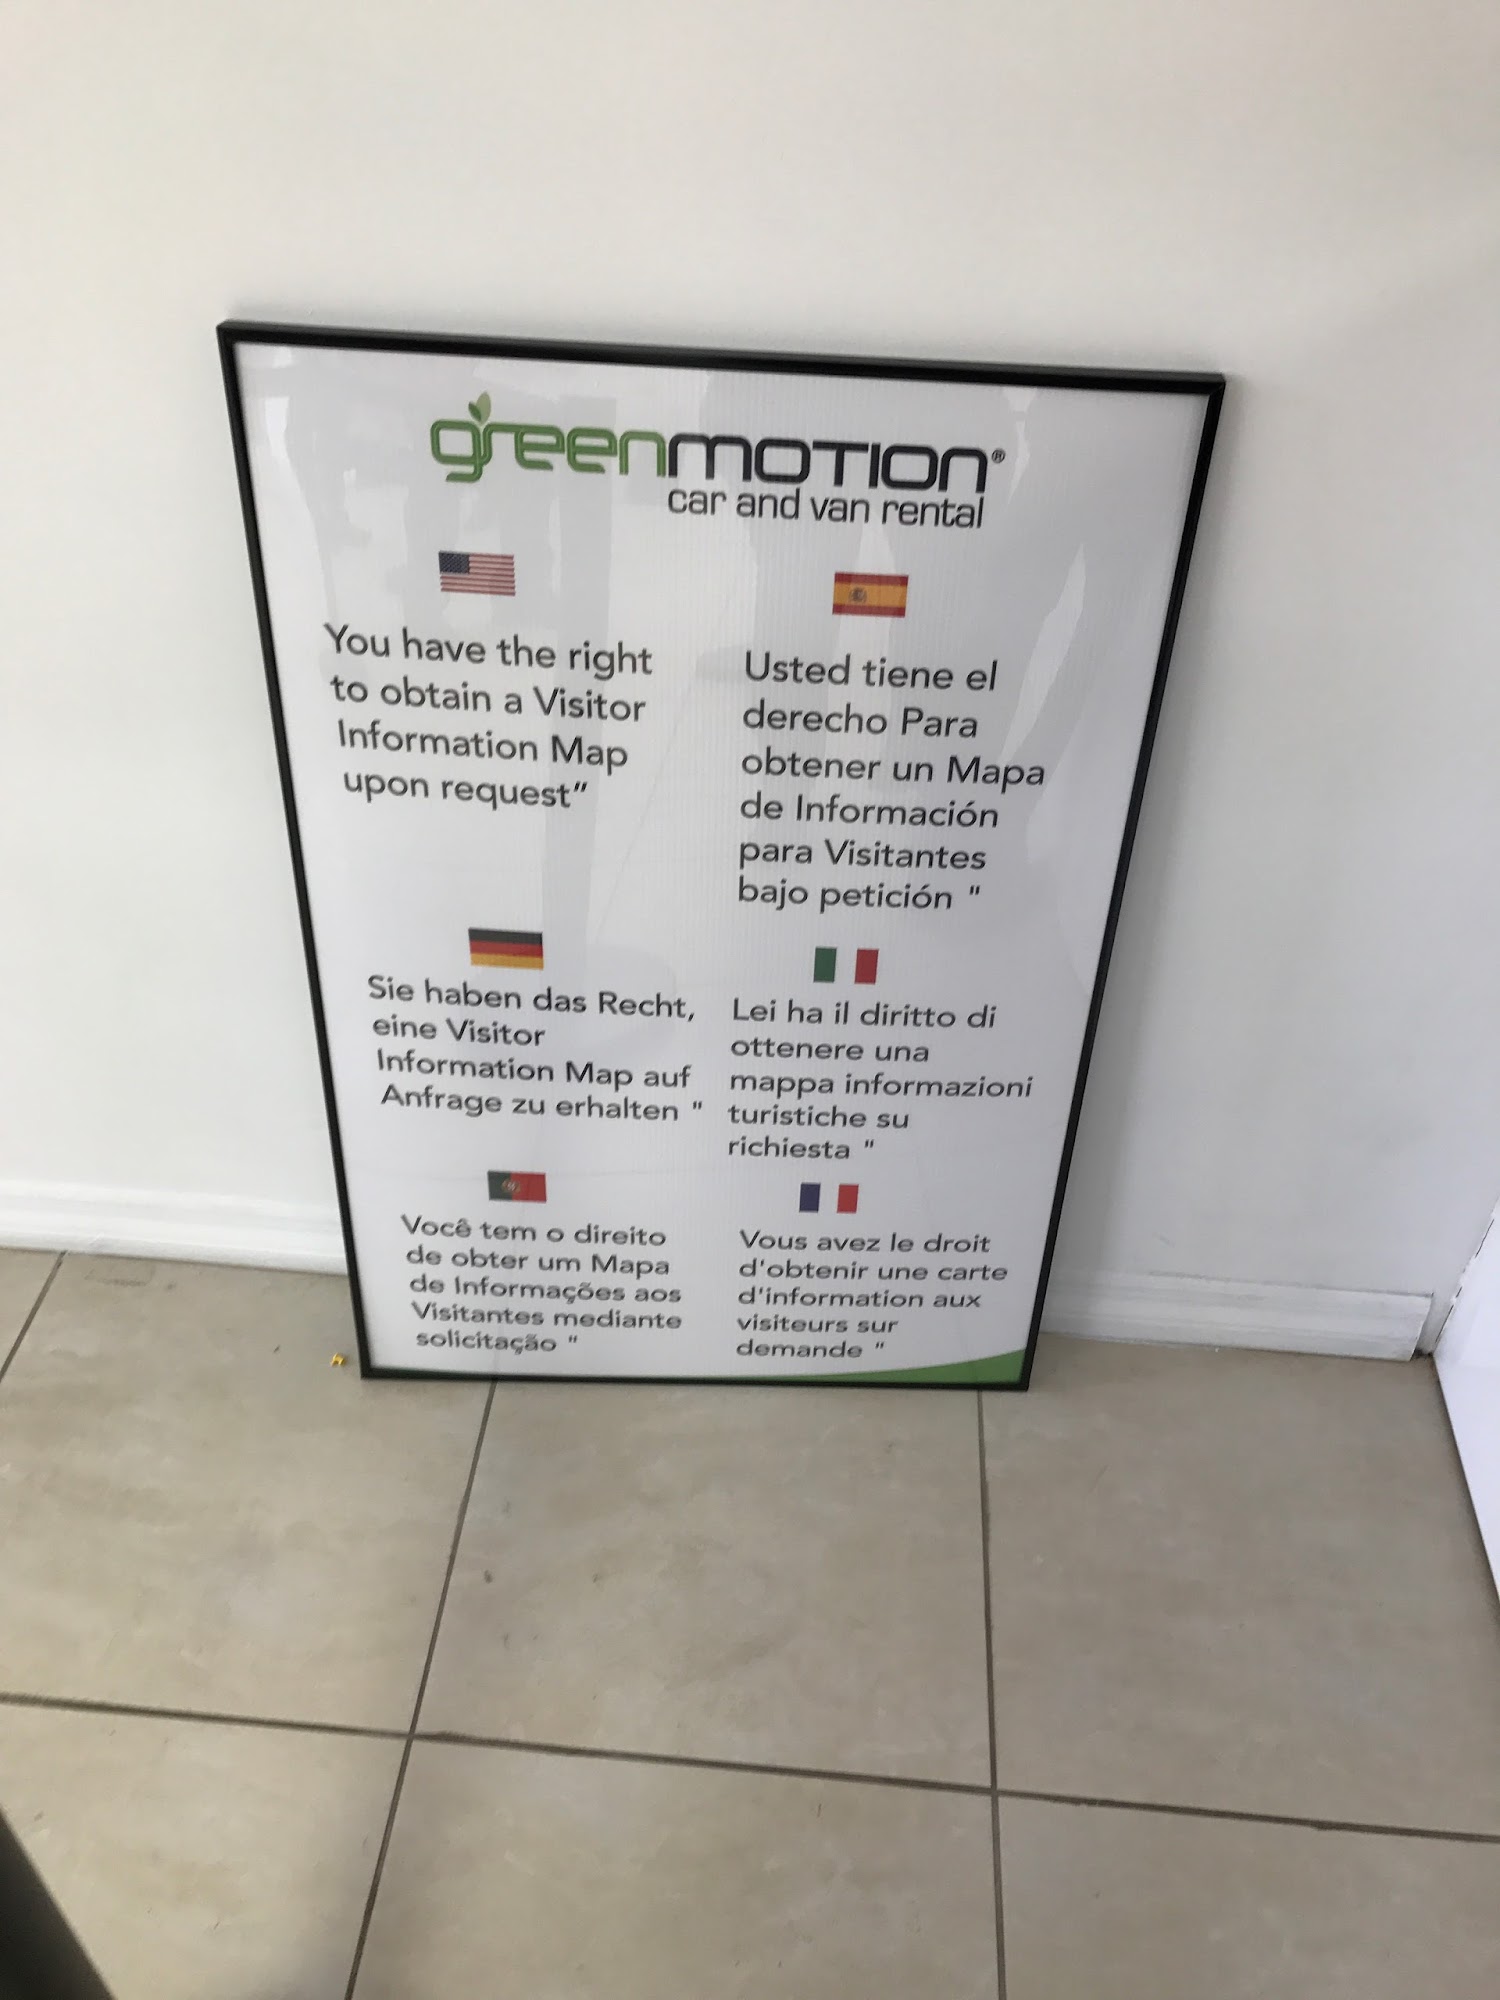 greenmotion®
car and van rental
You have the right
to obtain a Visitor
Information Map
upon request”
Usted tiene el
derecho Para
obtener un Mapa
de Información
para Visitantes
bajo petición "
Sie haben das Recht,
eine Visitor
Information Map auf
Anfrage zu erhalten "
Lei ha il diritto di
ottenere una
mappa informazioni
turistiche su
richiesta "
Você tem o direito
de obter um Mapa
de Informações aos
Visitantes mediante
solicitação "
Vous avez le droit
d'obtenir une carte
d'information aux
visiteurs sur
demande "